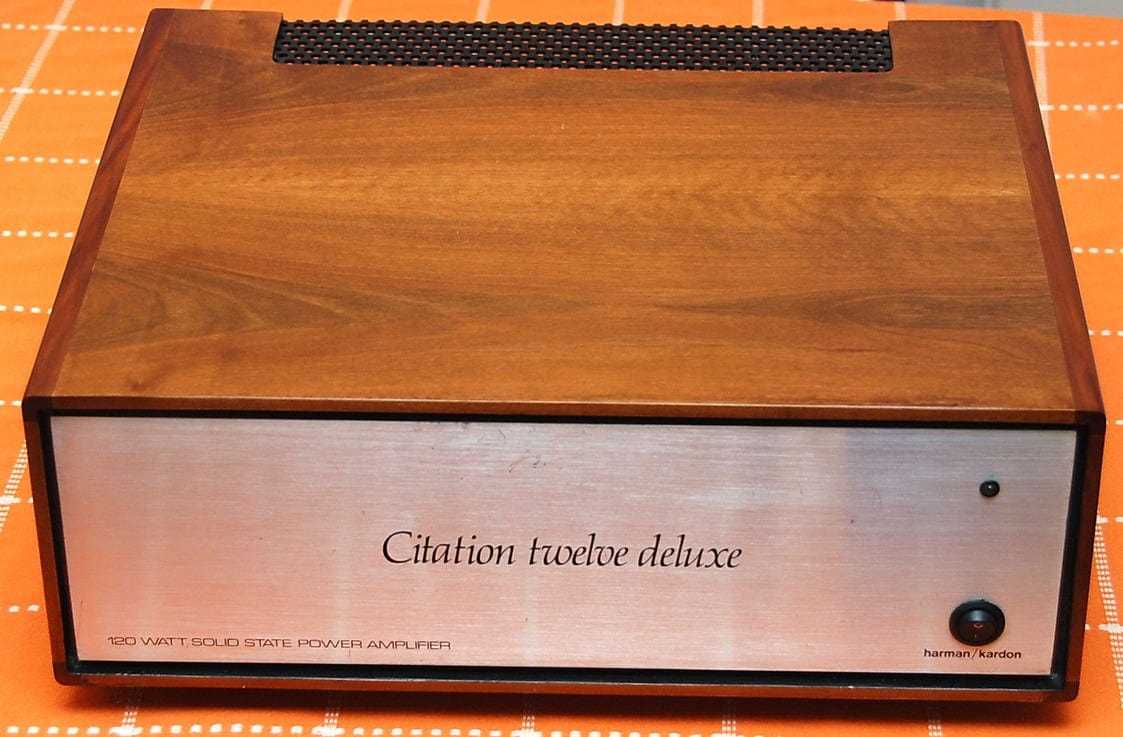 Citation twelve deluxe
120 WATT SOLID STATE POWER AMPLIFIER
harman/kardon